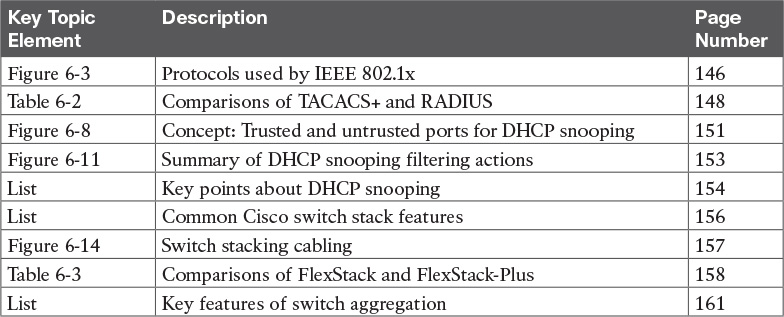 Key Topic Element Description Page Number
Figure 6-3 Protocols used by IEEE 802.1x 146
Table 6-2 Comparisons of TACACS+ and RADIUS 148
Figure 6-8 Concept: Trusted and untrusted ports for DHCP snooping 151
Figure 6-11 Summary of DHCP snooping filtering actions 153
List Key points about DHCP snooping 154
List Common Cisco switch stack features 156
Figure 6-14 Switch stacking cabling 157
Table 6-3 Comparisons of FlexStack and FlexStack-Plus 158
List Key features of switch aggregation 161